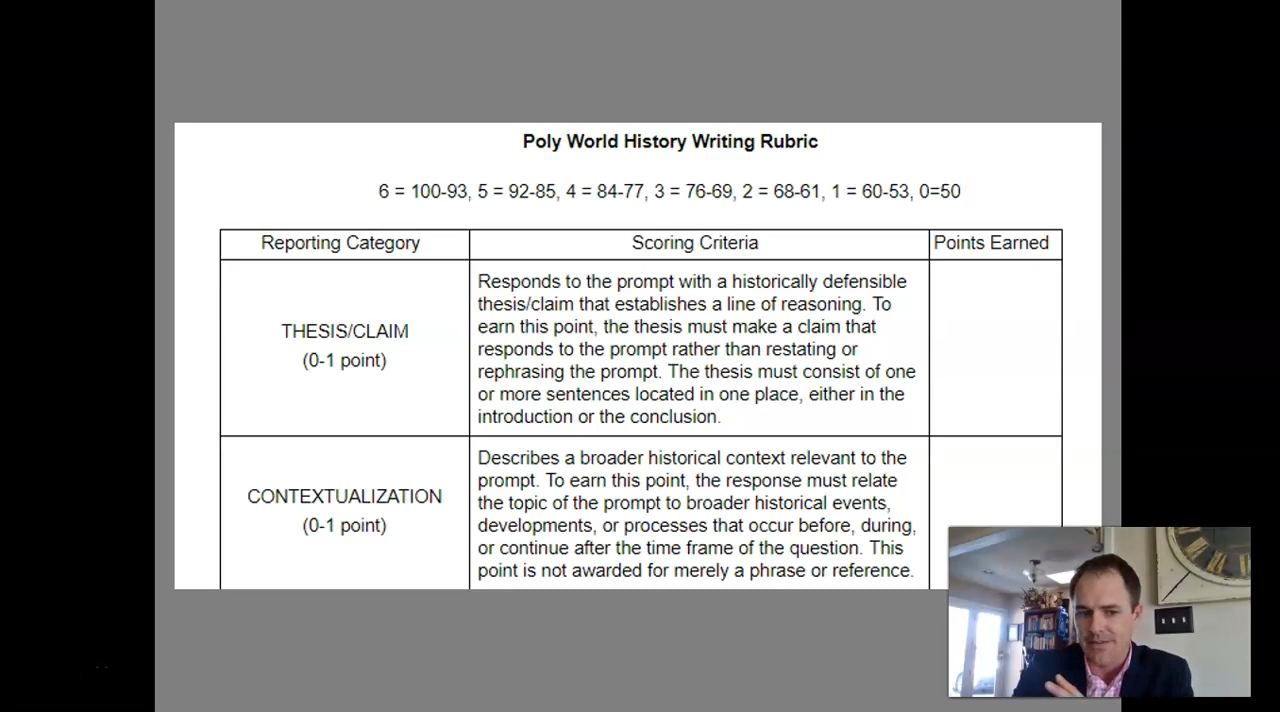 Poly World History Writing Rubric
6 = 100-93, 5 = 92-85, 4 = 84-77, 3 = 76-69, 2 = 68-61, 1 = 60-53, 0=50
Reporting Category
Scoring Criteria
Points Earned
THESIS/CLAIM
(0-1 point)
Responds to the prompt with a historically defensible
thesis/claim that establishes a line of reasoning. To
earn this point, the thesis must make a claim that
responds to the prompt rather than restating or
rephrasing the prompt. The thesis must consist of one
or more sentences located in one place, either in the
introduction or the conclusion.
CONTEXTUALIZATION
(0-1 point)
Describes a broader historical context relevant to the
prompt. To earn this point, the response must relate
the topic of the prompt to broader historical events,
developments, or processes that occur before, during,
or continue after the time frame of the question. This
point is not awarded for merely a phrase or reference.